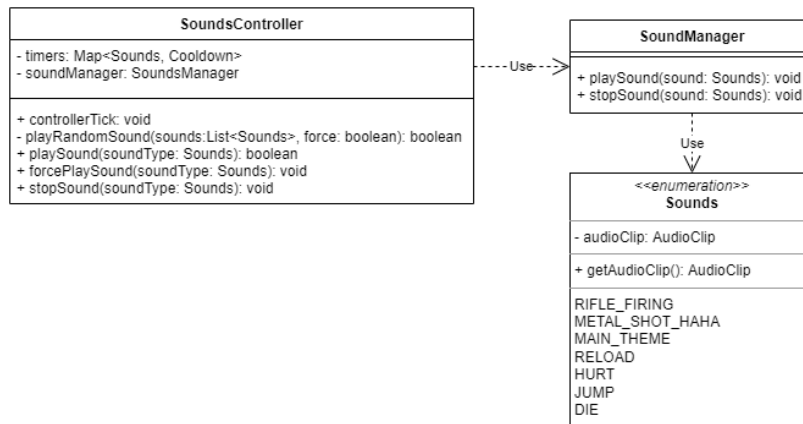 SoundsController
- timers: Map<Sounds, Cooldown>
- soundManager: SoundsManager
+ controllerTick: void
- playRandomSound(sounds:List<Sounds>, force: boolean): boolean
+ playSound(soundType: Sounds): boolean
+ forcePlaySound(soundType: Sounds): void
+ stopSound(soundType: Sounds): void
Use
SoundManager
+ playSound(sound: Sounds): void
+ stopSound(sound: Sounds): void
Use
<<enumeration>>
Sounds
- audioClip: AudioClip
+ getAudioClip(): AudioClip
RIFLE_FIRING
METAL_SHOT_HAHA
MAIN_THEME
RELOAD
HURT
JUMP
DIE